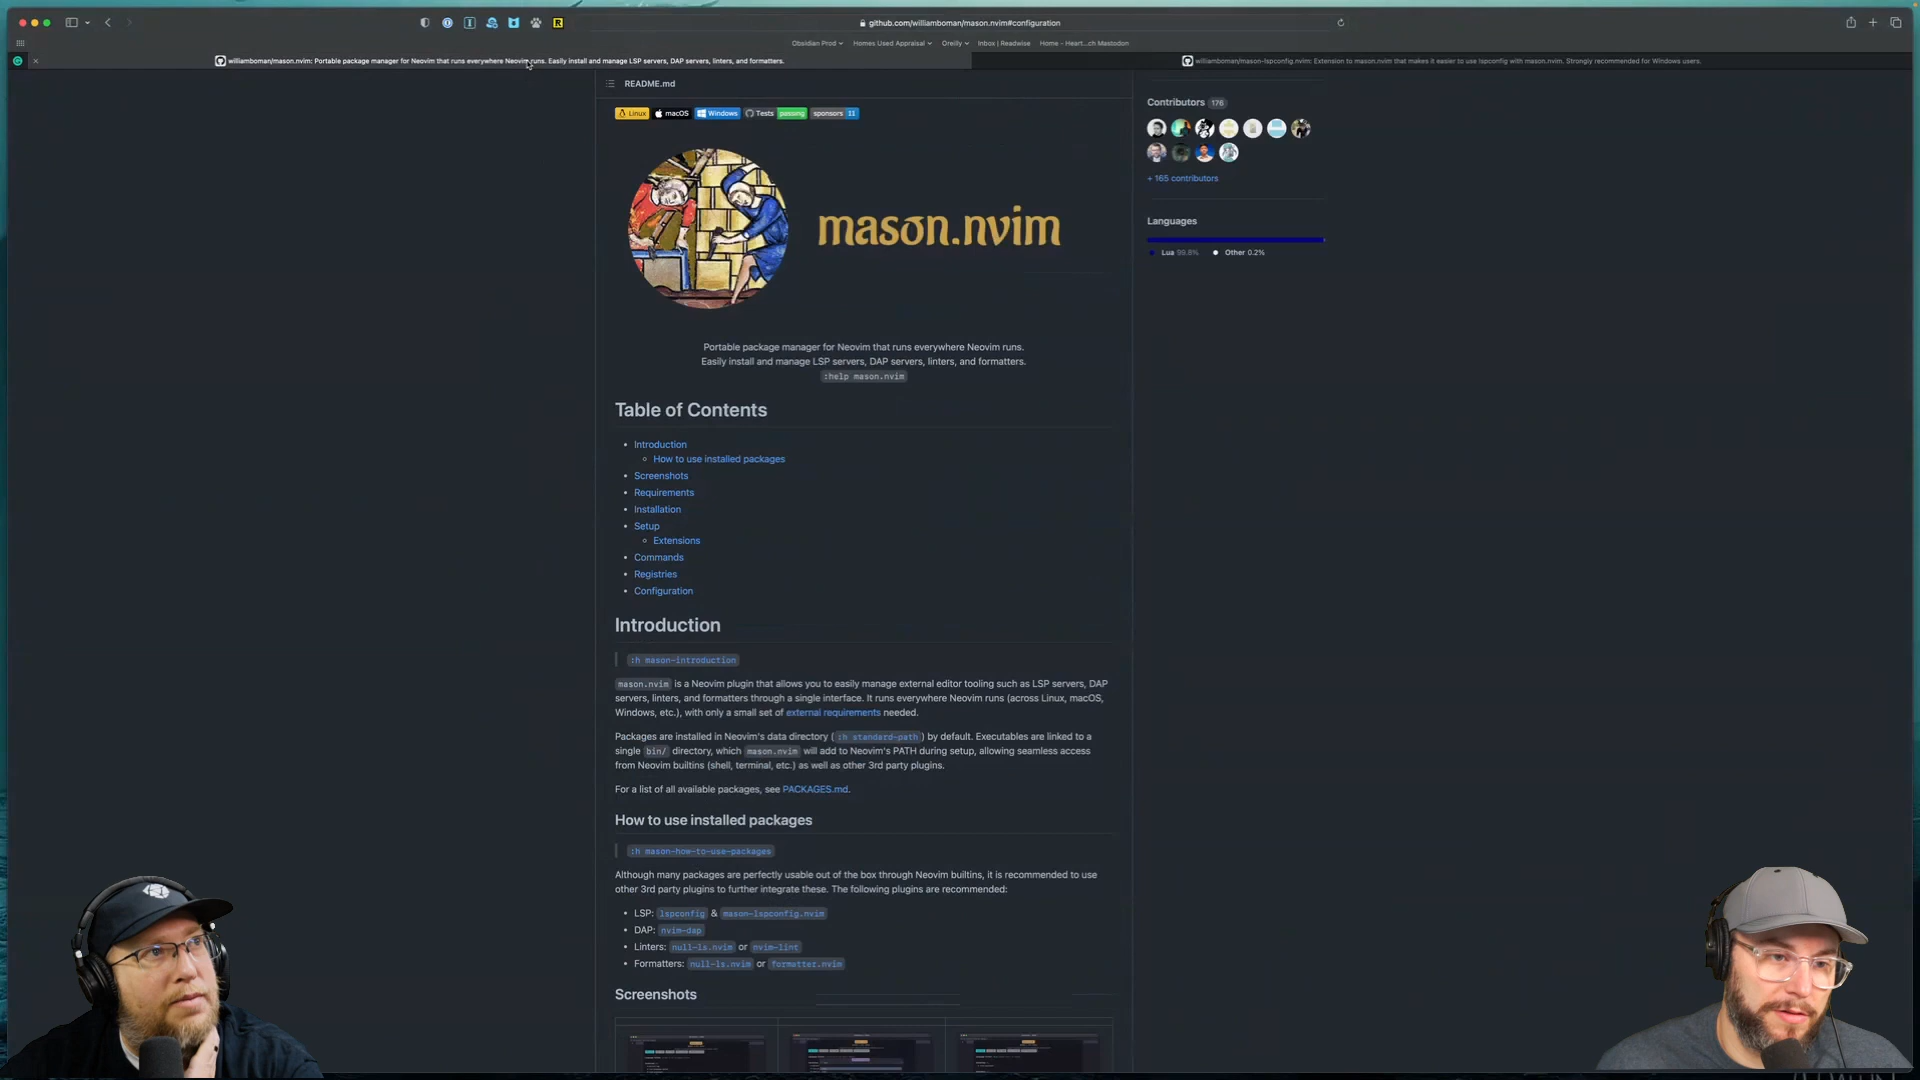 github.com/williamboman/mason.nvim#configuration
Obsidian Prod
Homes Used Appraisal
Oreilly
Inbox | Readwise
Home - Heart...ch Mastodon
williamboman/mason.nvim: Portable package manager for Neovim that runs everywhere Neovim runs. Easily install and manage LSP servers, DAP servers, linters, and formatters.
williamboman/mason-lspconfig.nvim: Extension to mason.nvim that makes it easier to use lspconfig with mason.nvim. Strongly recommended for Windows users.
README.md
Linux
macOS
Windows
Tests passing
sponsors 11
mason.nvim
Portable package manager for Neovim that runs everywhere Neovim runs.
Easily install and manage LSP servers, DAP servers, linters, and formatters.
:help mason.nvim
Table of Contents
Introduction
How to use installed packages
Screenshots
Requirements
Installation
Setup
Extensions
Commands
Registries
Configuration
Introduction
:h mason-introduction
mason.nvim is a Neovim plugin that allows you to easily manage external editor tooling such as LSP servers, DAP
servers, linters, and formatters through a single interface. It runs everywhere Neovim runs (across Linux, macOS,
Windows, etc.), with only a small set of external requirements needed.
Packages are installed in Neovim's data directory ( :h standard-path ) by default. Executables are linked to a
single bin/ directory, which mason.nvim will add to Neovim's PATH during setup, allowing seamless access
from Neovim builtins (shell, terminal, etc.) as well as other 3rd party plugins.
For a list of all available packages, see PACKAGES.md.
How to use installed packages
:h mason-how-to-use-packages
Although many packages are perfectly usable out of the box through Neovim builtins, it is recommended to use
other 3rd party plugins to further integrate these. The following plugins are recommended:
LSP: lspconfig & mason-lspconfig.nvim
DAP: nvim-dap
Linters: null-ls.nvim or nvim-lint
Formatters: null-ls.nvim or formatter.nvim
Screenshots
Contributors 176
+ 165 contributors
Languages
Lua 99.8%
Other 0.2%